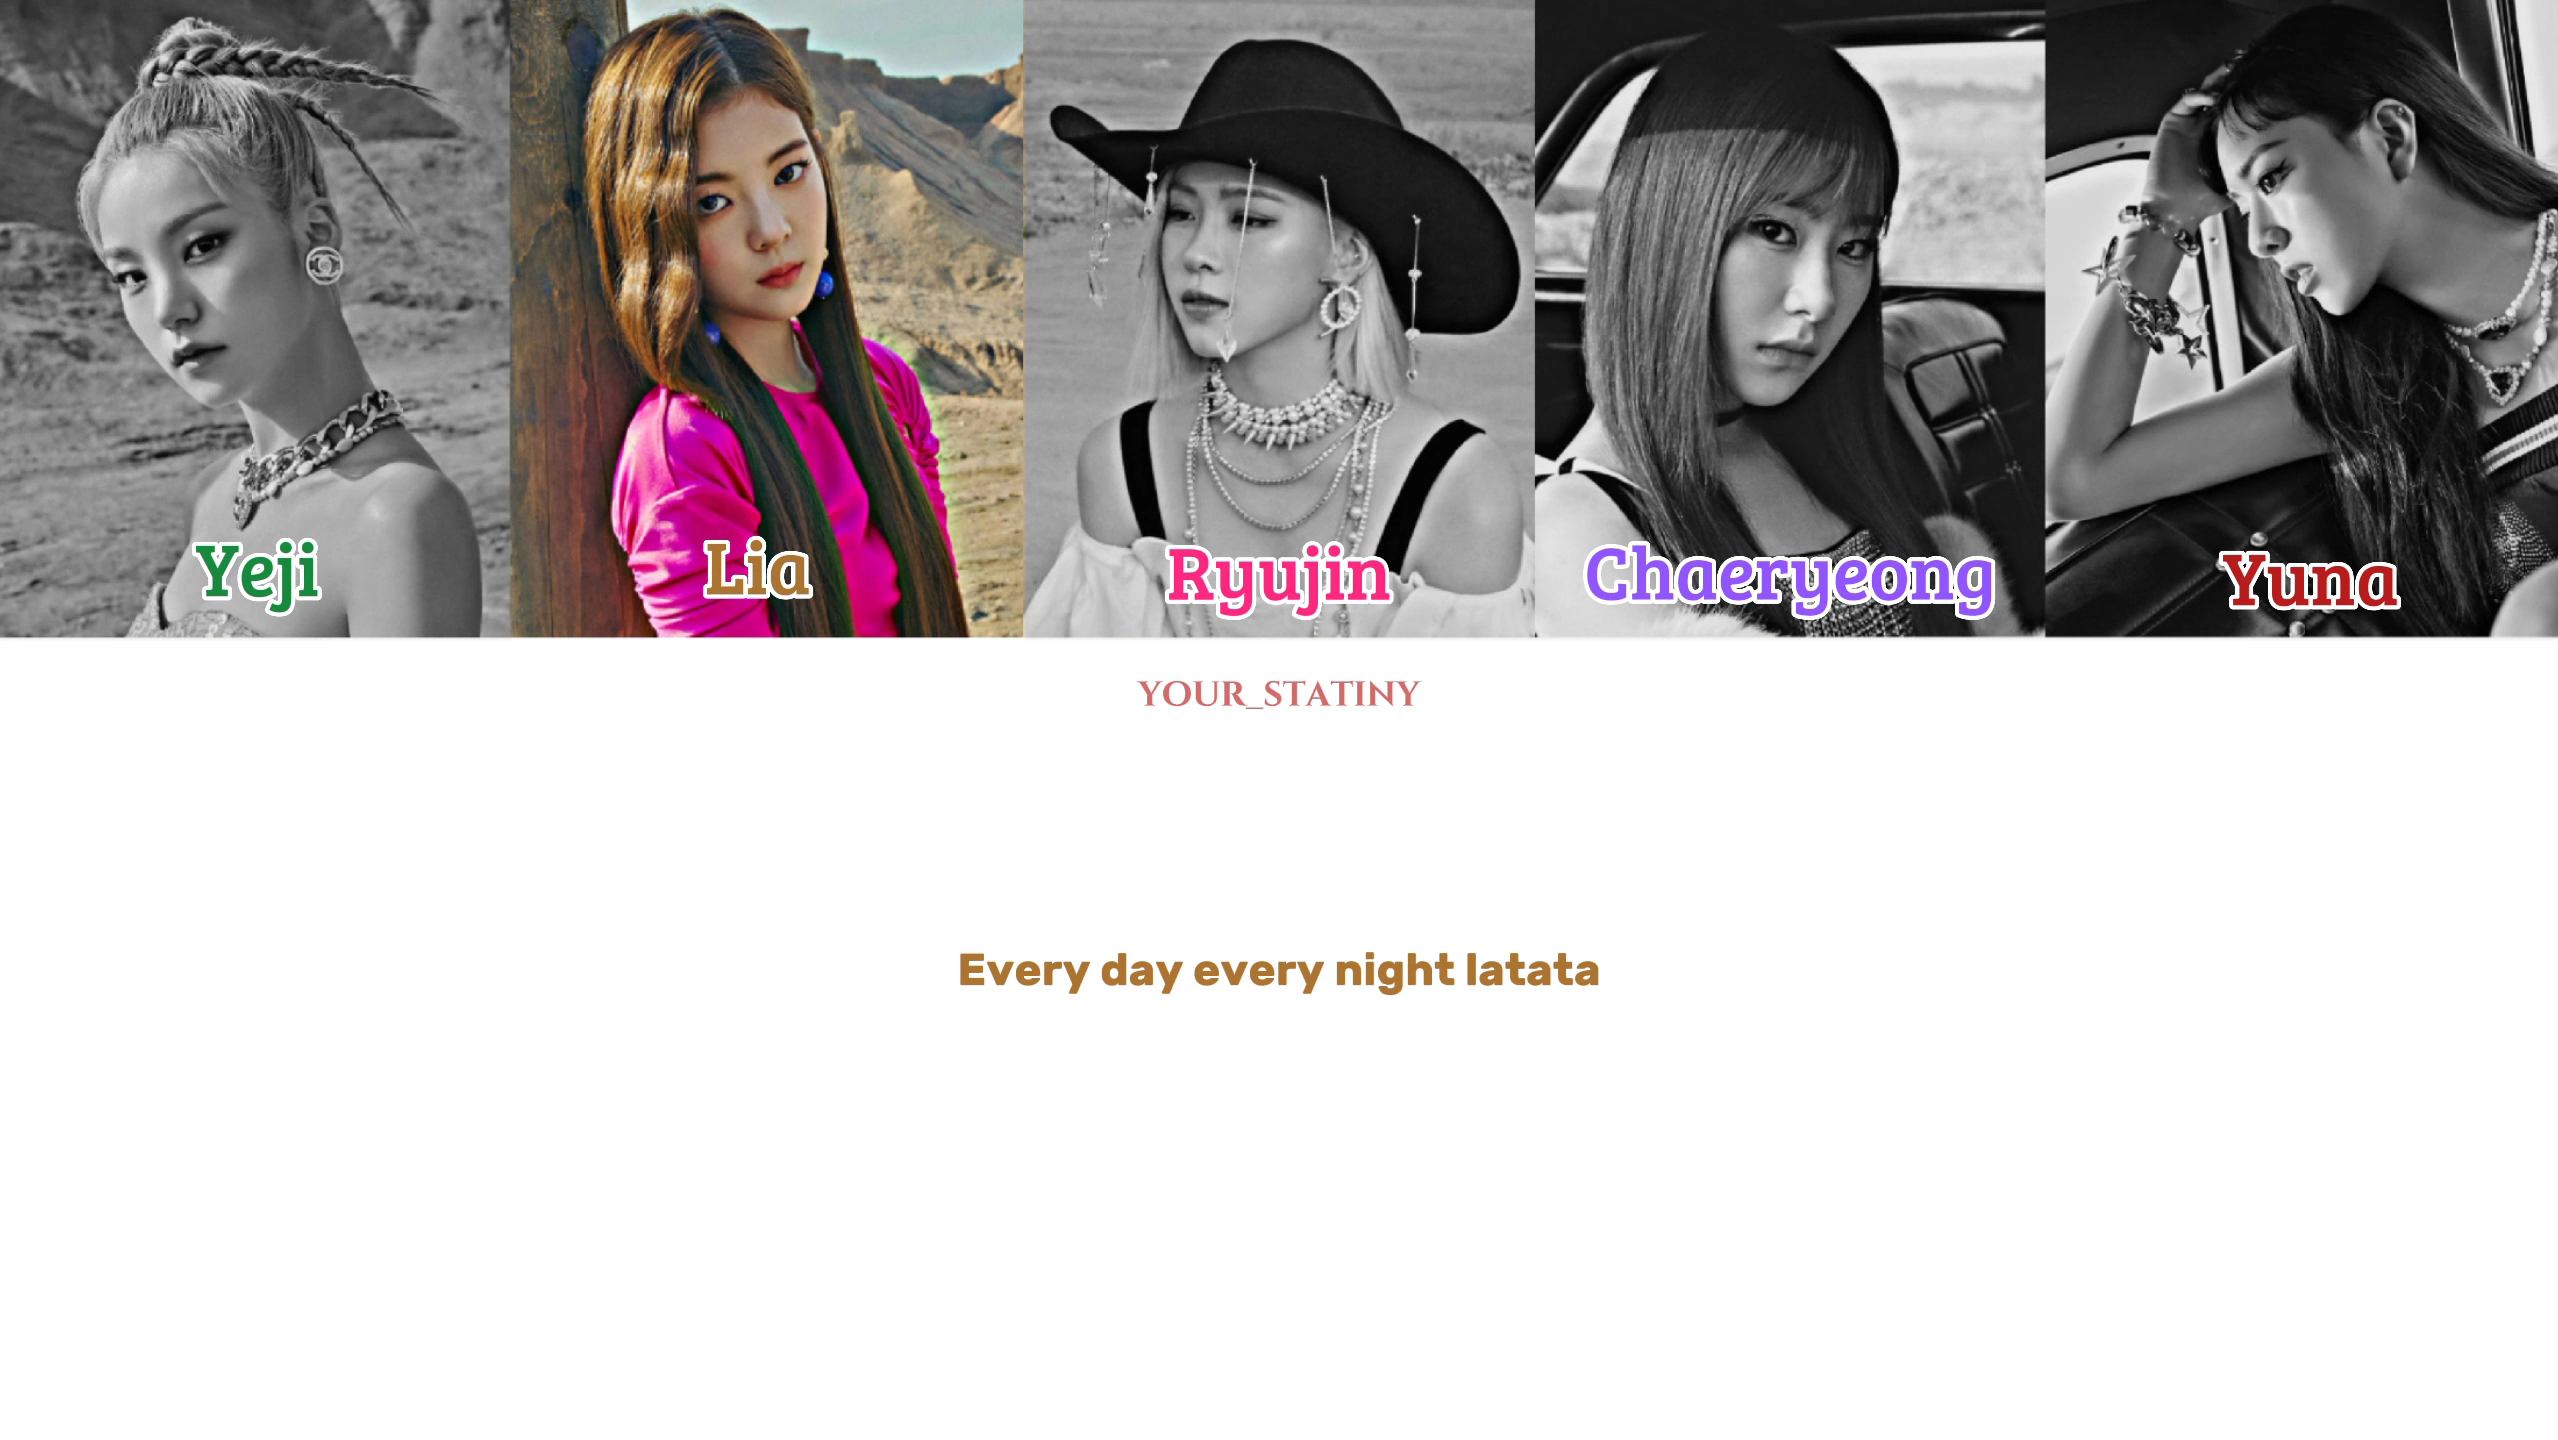 Yeji
Lia
Ryujin
Chaeryeong
Yuna
YOUR_STATINY
Every day every night latata